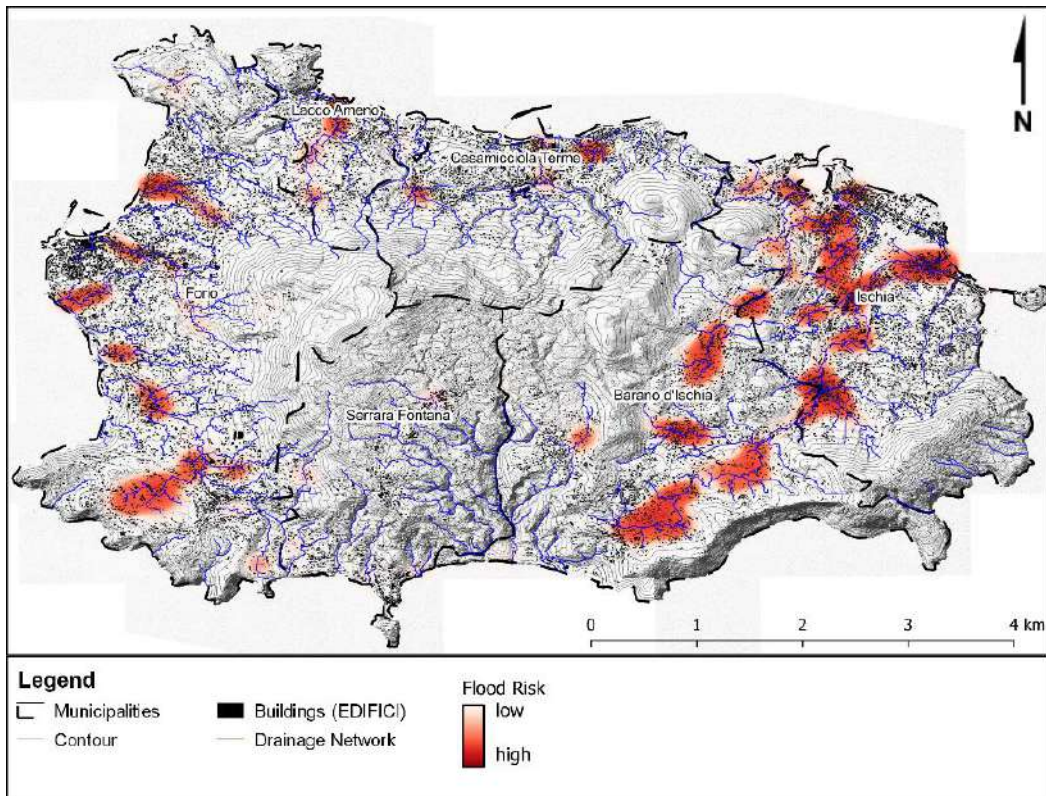 N
Lacco Ameno
Casamicciola Terme
Forio
Ischia
Serrara Fontana
Barano d'Ischia
0 1 2 3 4 km
Legend
Municipalities
Contour
Buildings (EDIFICI)
Drainage Network
Flood Risk
low
high